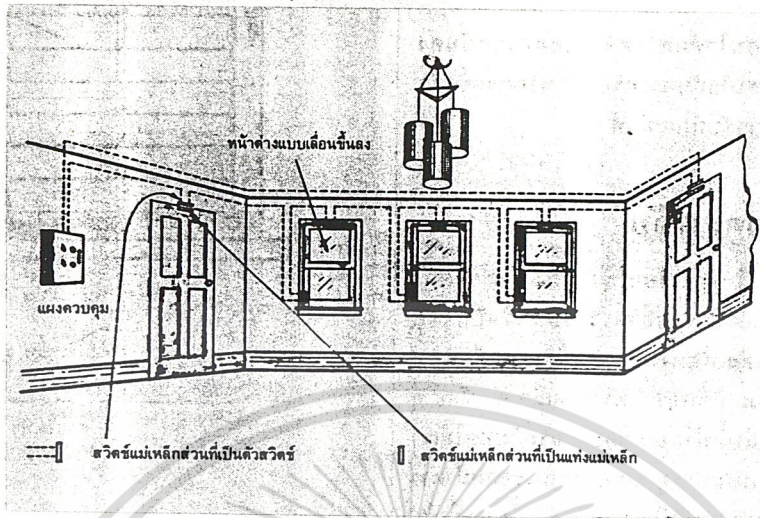 หน้าต่างแบบเลื่อนขึ้นลง
แผงควบคุม
สวิตช์แม่เหล็กส่วนที่เป็นตัวสวิตช์
สวิตช์แม่เหล็กส่วนที่เป็นแท่งแม่เหล็ก